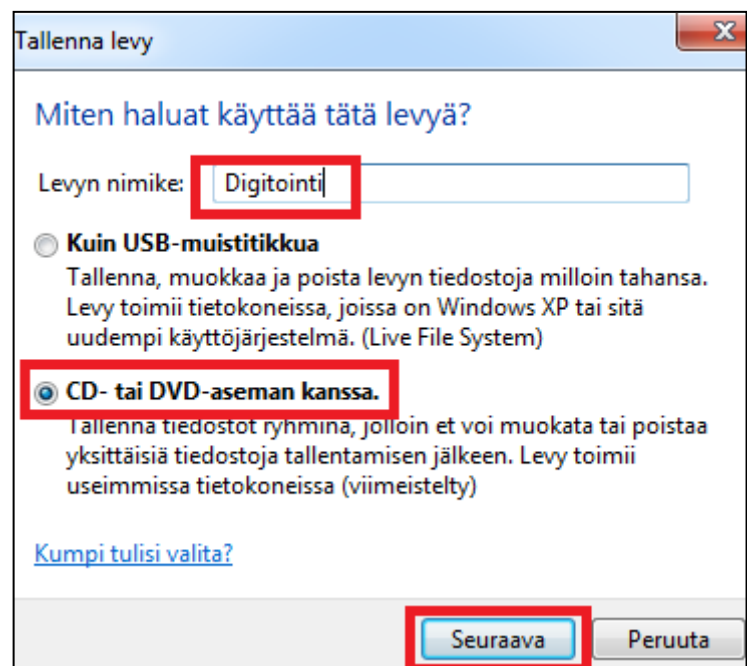 Tallenna levy
Miten haluat käyttää tätä levyä?
Levyn nimike: Digitointi
Kuin USB-muistitikkua
Tallenna, muokkaa ja poista levyn tiedostoja milloin tahansa.
Levy toimii tietokoneissa, joissa on Windows XP tai sitä
uudempi käyttöjärjestelmä. (Live File System)
CD- tai DVD-aseman kanssa.
Tallenna tiedostot ryhminä, jolloin et voi muokata tai poistaa
yksittäisiä tiedostoja tallentamisen jälkeen. Levy toimii
useimmissa tietokoneissa (viimeistelty)
Kumpi tulisi valita?
Seuraava Peruuta